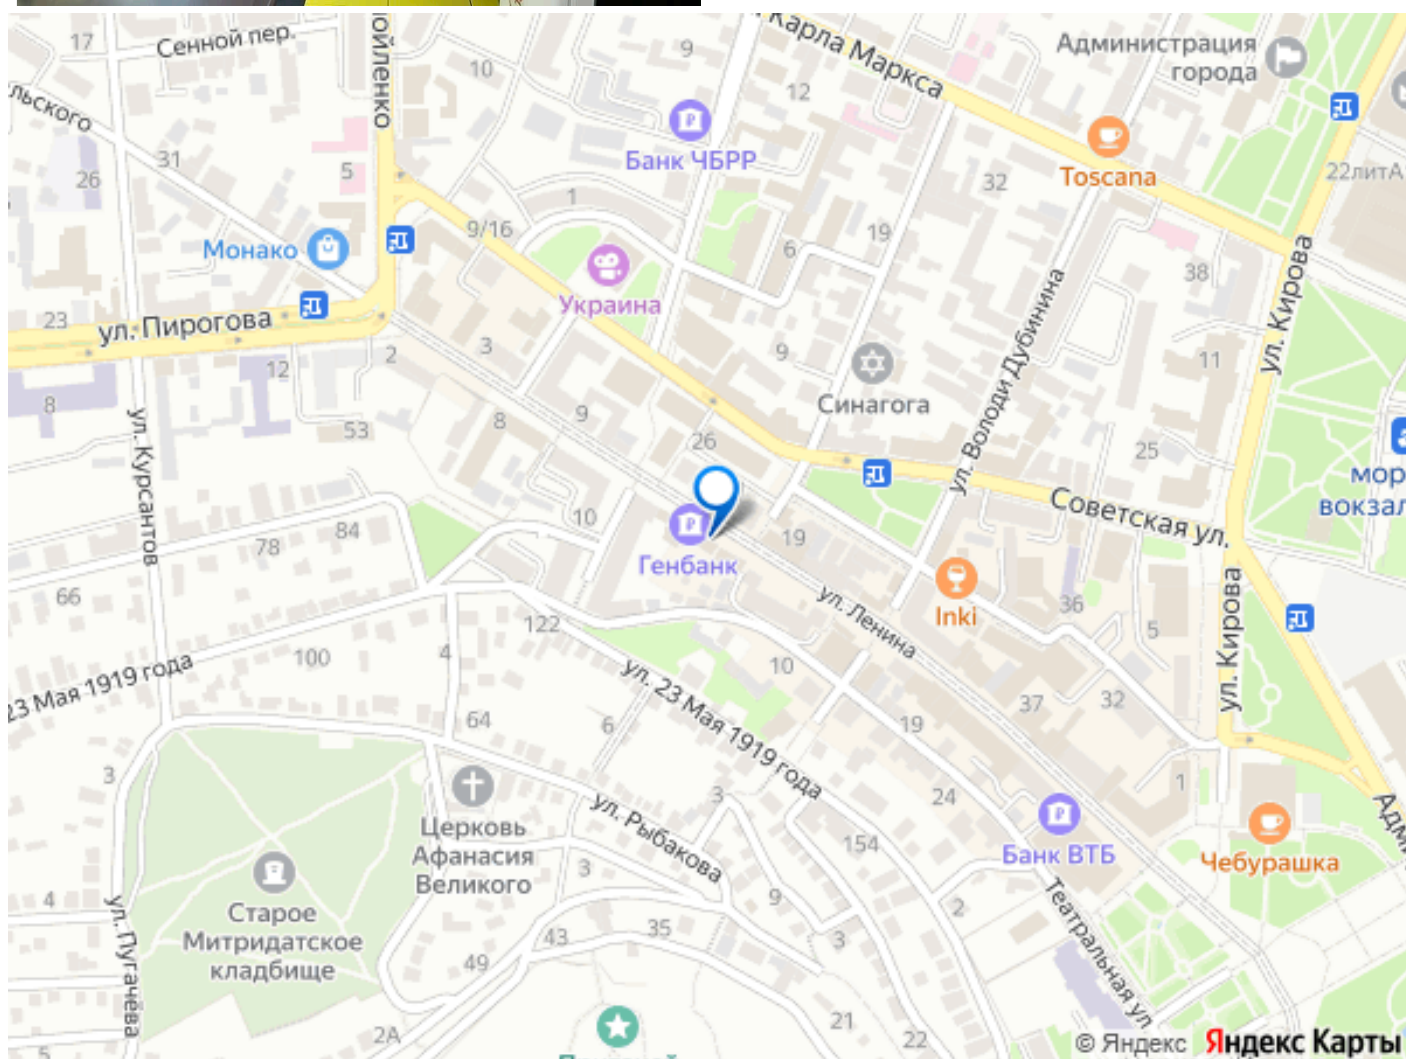 17
Сенной пер.
ойленко
9
Карла Маркса
Администрация
города
10
12
льского
Банк ЧБРР
31
26
5
Toscana
22литА
32
1
9/16
19
6
Монако
38
ул. Кирова
Украина
23
ул. Пирогова
ул. Володи Дубинина
3
2
9
11
12
Синагога
8
ул. Курсантов
53
8
9
26
25
мор
вокзал
Советская ул.
84
78
10
19
Генбанк
66
122
ул. Ленина
Inki
36
5
ул. Кирова
23 Мая 1919 года
100
4
10
ул. 23 Мая 1919 года
37
32
64
6
19
3
1
24
3
Церковь
Афанасия
Великого
ул. Рыбакова
154
Банк ВТБ
Чебурашка
Адми
4
ул. Пугачёва
Старое
Митридатское
кладбище
3
9
2
Театральная ул
43
35
3
49
2А
21
22
5
© Яндекс Яндекс Карты